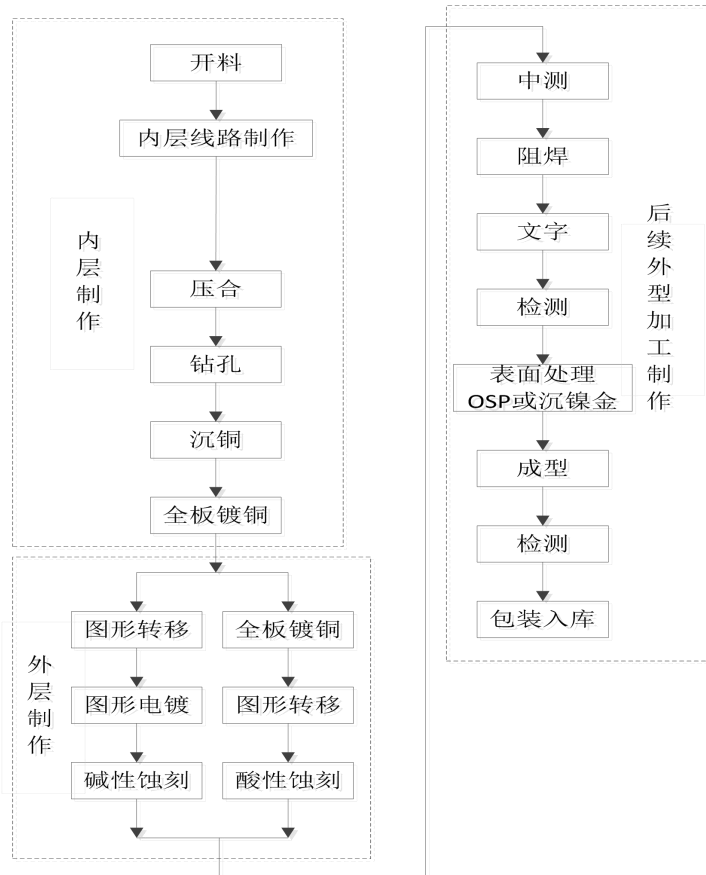 开料
内层线路制作
内层制作
压合
钻孔
沉铜
全板镀铜
外层制作
图形转移
图形电镀
碱性蚀刻
全板镀铜
图形转移
酸性蚀刻
中测
阻焊
文字
检测
表面处理
OSP或沉镍金
成型
检测
包装入库
后续外型加工制作